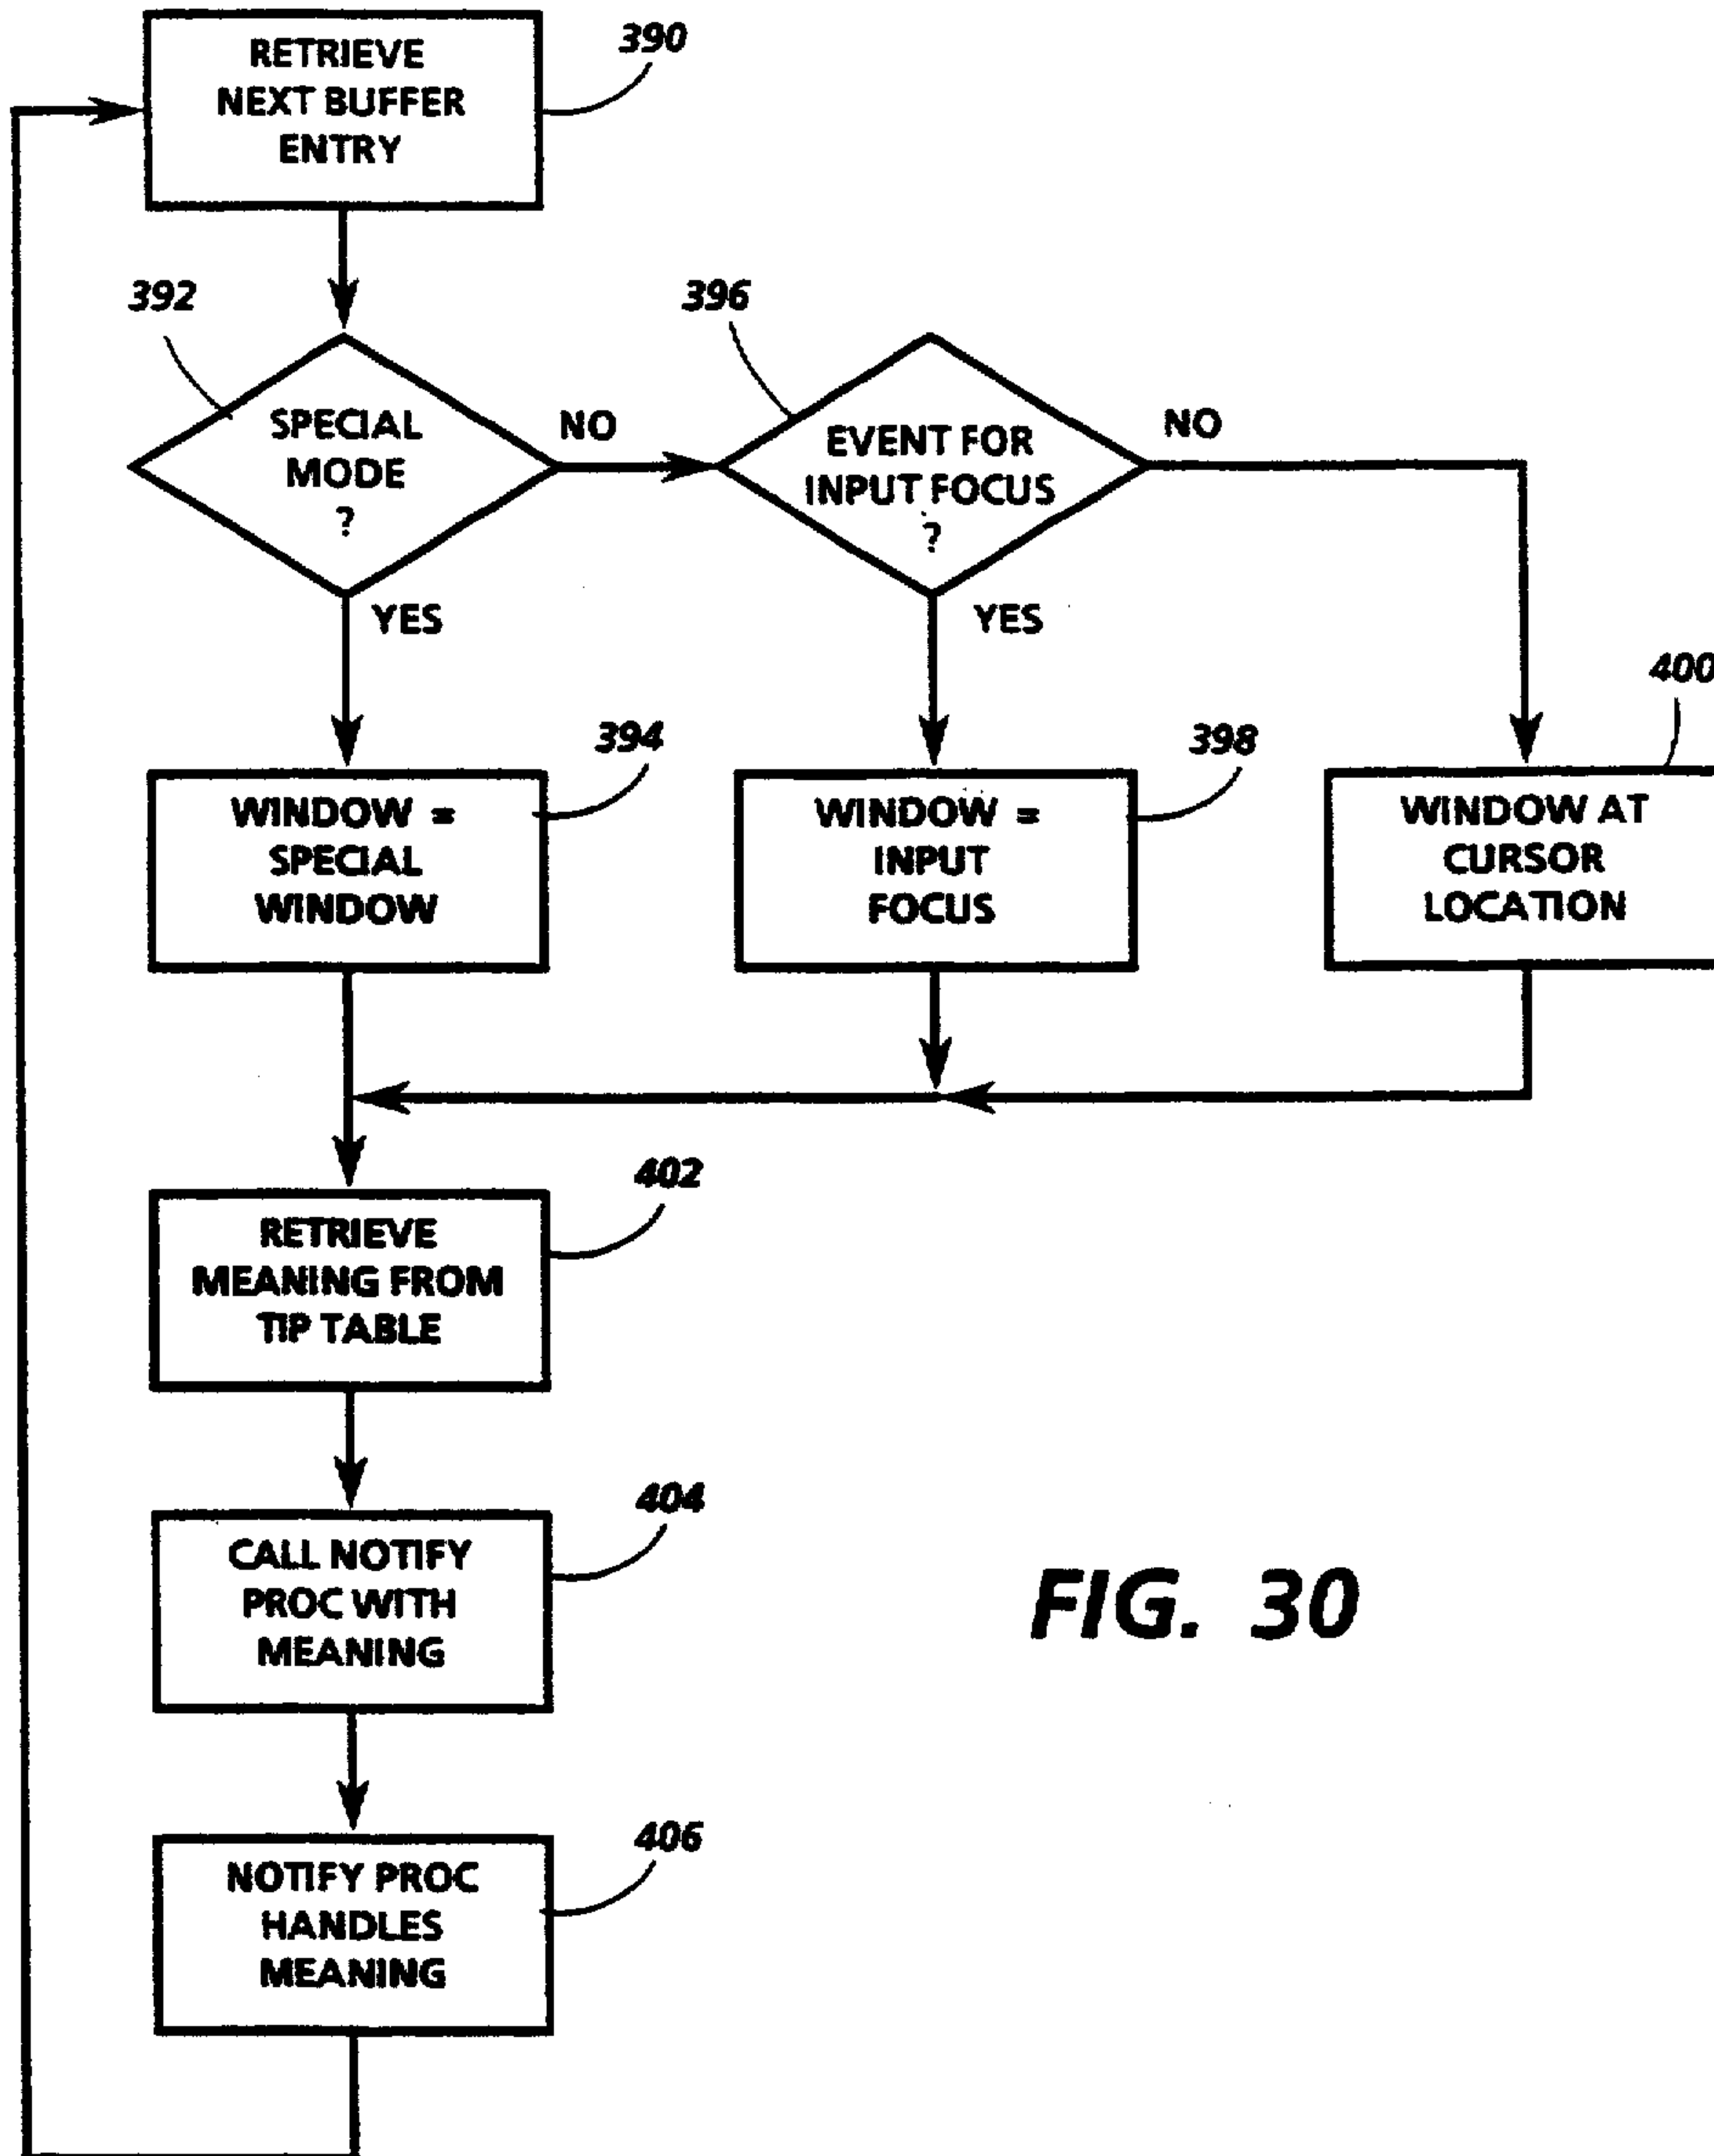 RETRIEVE
NEXT BUFFER
ENTRY
390
392
SPECIAL
MODE
?
NO
YES
396
EVENT FOR
INPUT FOCUS
?
NO
YES
394
WINDOW =
SPECIAL
WINDOW
398
WINDOW =
INPUT
FOCUS
400
WINDOW AT
CURSOR
LOCATION
402
RETRIEVE
MEANING FROM
TIP TABLE
404
CALL NOTIFY
PROC WITH
MEANING
406
NOTIFY PROC
HANDLES
MEANING
FIG. 30